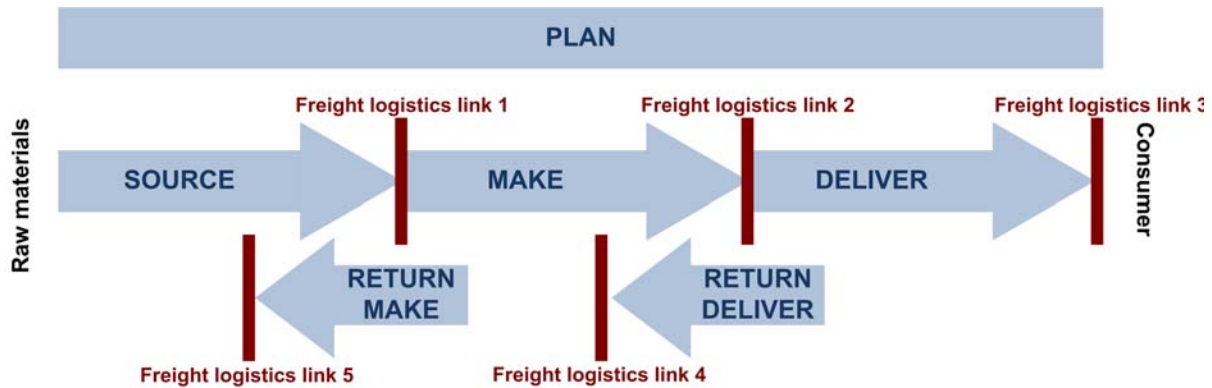 PLAN
Freight logistics link 1
Freight logistics link 2
Freight logistics link 3
Raw materials
SOURCE
MAKE
DELIVER
Consumer
RETURN
MAKE
RETURN
DELIVER
Freight logistics link 5
Freight logistics link 4